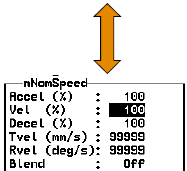 nNomSpeed
Accel (%) : 100
Vel (%) : 100
Decel (%) : 100
Tvel (mm/s) : 99999
Rvel (deg/s): 99999
Blend : Off